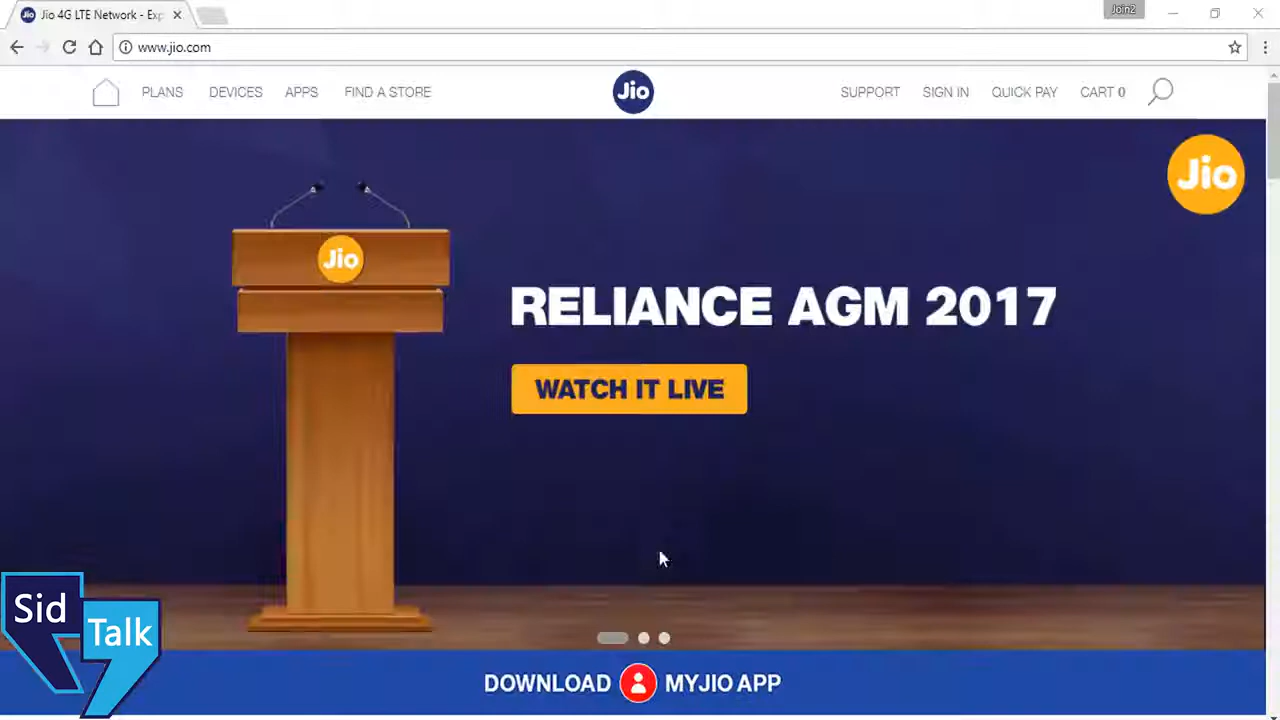 Jio 4G LTE Network - Exp
Join2
www.jio.com
PLANS DEVICES APPS FIND A STORE Jio SUPPORT SIGN IN QUICK PAY CART 0
Jio
Jio
RELIANCE AGM 2017
WATCH IT LIVE
Sid
Talk
DOWNLOAD MYJIO APP